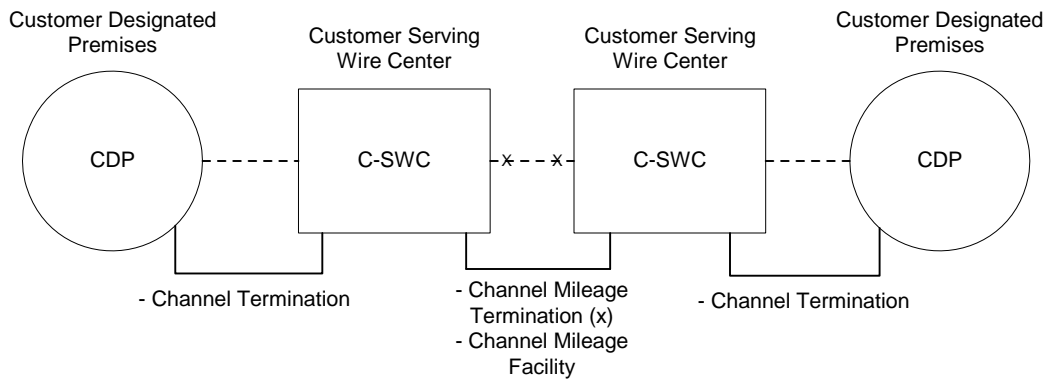 Customer Designated
Premises
Customer Serving
Wire Center
Customer Serving
Wire Center
Customer Designated
Premises
CDP
C-SWC
x
x
C-SWC
CDP
- Channel Termination
- Channel Mileage
Termination (x)
- Channel Mileage
Facility
- Channel Termination